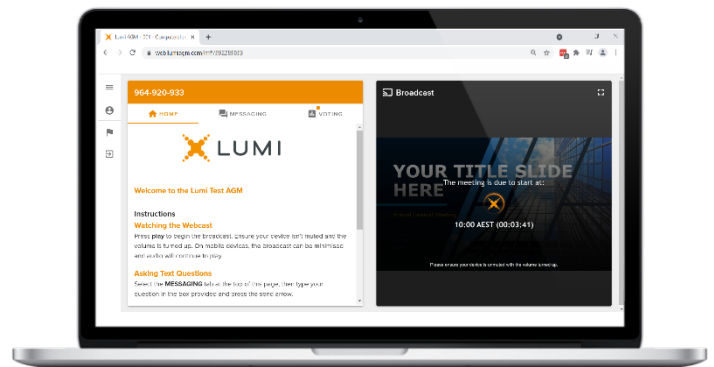 964-920-933
HOME
MESSAGING
VOTING
LUMI
Welcome to the Lumi Test AGM
Instructions
Watching the Webcast
Press play to begin the broadcast. Ensure your device isn't muted and the
volume is turned up. On mobile devices, the broadcast can be minimised
and audio will continue to play.
Asking Text Questions
Select the MESSAGING tab at the top of this page, then type your
question in the box provided and press the send arrow.
Broadcast
YOUR TITLE SLIDE
HERE
The meeting is due to start at:
10:00 AEST (00:03:41)
Please ensure your device is unmuted with the volume turned up.